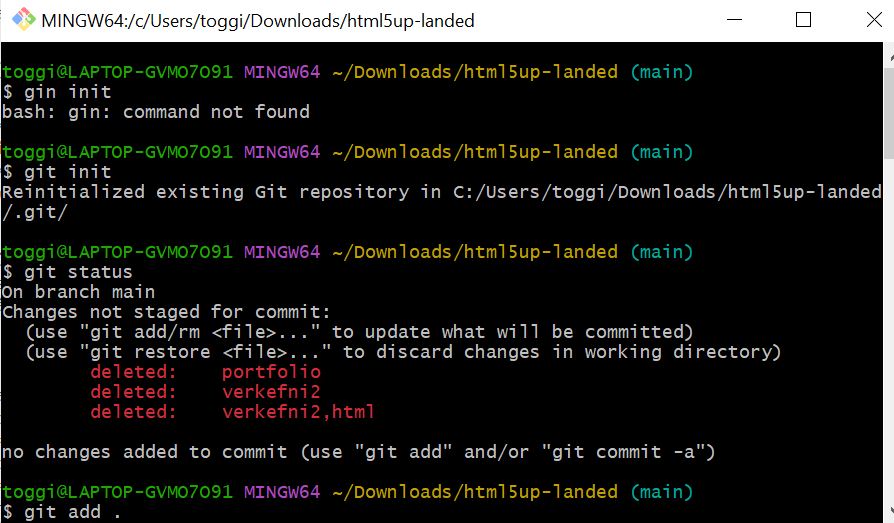 MINGW64:/c/Users/toggi/Downloads/html5up-landed
toggi@LAPTOP-GVMO7O91 MINGW64 ~/Downloads/html5up-landed (main)
$ gin init
bash: gin: command not found
toggi@LAPTOP-GVMO7O91 MINGW64 ~/Downloads/html5up-landed (main)
$ git init
Reinitialized existing Git repository in C:/Users/toggi/Downloads/html5up-landed
/.git/
toggi@LAPTOP-GVMO7O91 MINGW64 ~/Downloads/html5up-landed (main)
$ git status
On branch main
Changes not staged for commit:
  (use "git add/rm <file>..." to update what will be committed)
  (use "git restore <file>..." to discard changes in working directory)
        deleted:    portfolio
        deleted:    verkefni2
        deleted:    verkefni2,html
no changes added to commit (use "git add" and/or "git commit -a")
toggi@LAPTOP-GVMO7O91 MINGW64 ~/Downloads/html5up-landed (main)
$ git add .